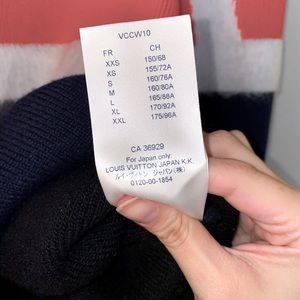 VCCW10
FR CH
XXS 150/68
XS 155/72A
S 160/76A
M 160/80A
L 165/88A
XL 170/92A
XXL 175/96A
CA 36929
For Japan only:
LOUIS VUITTON JAPAN K.K.
ルイ・ヴィトン ジャパン(株)
0120-00-1854